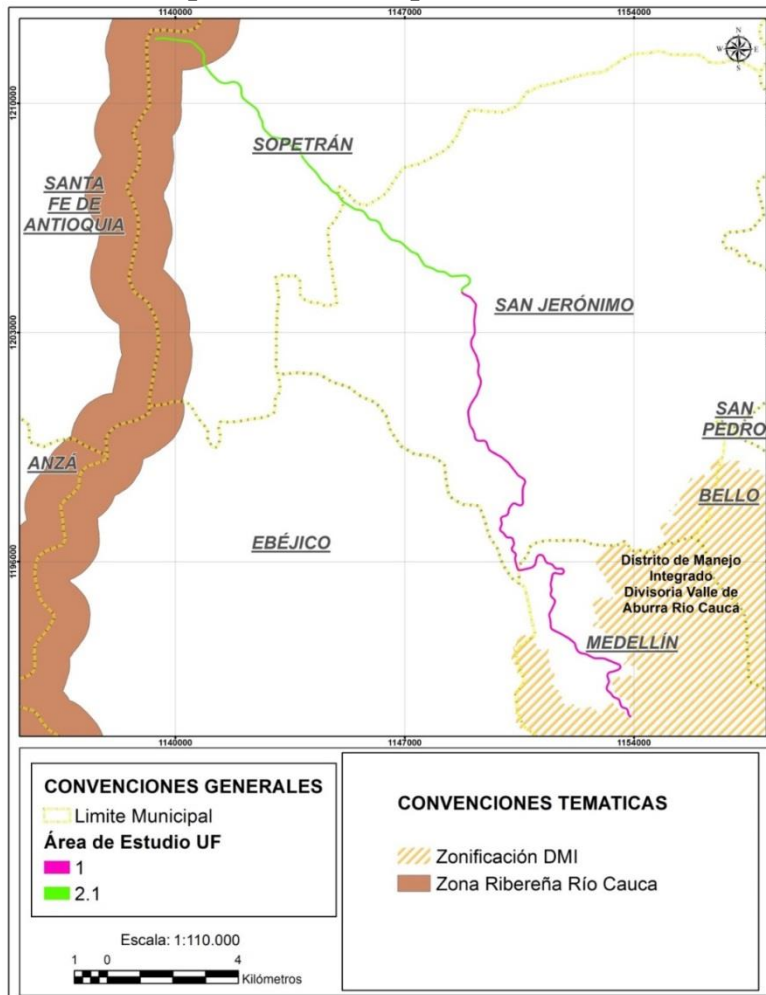 1140000 1147000 1154000
N
W E
S
1210000
SOPETRÁN
SANTA
FE DE
ANTIOQUIA
SAN JERÓNIMO
1203000
SAN
PEDRO
ANZÁ
BELLO
EBÉJICO
1196000
Distrito de Manejo
Integrado
Divisoria Valle de
Aburra Río Cauca
MEDELLÍN
1140000 1147000 1154000
CONVENCIONES GENERALES
Limite Municipal
Área de Estudio UF
1
2.1
Escala: 1:110.000
1 0 4
Kilómetros
CONVENCIONES TEMATICAS
Zonificación DMI
Zona Ribereña Río Cauca